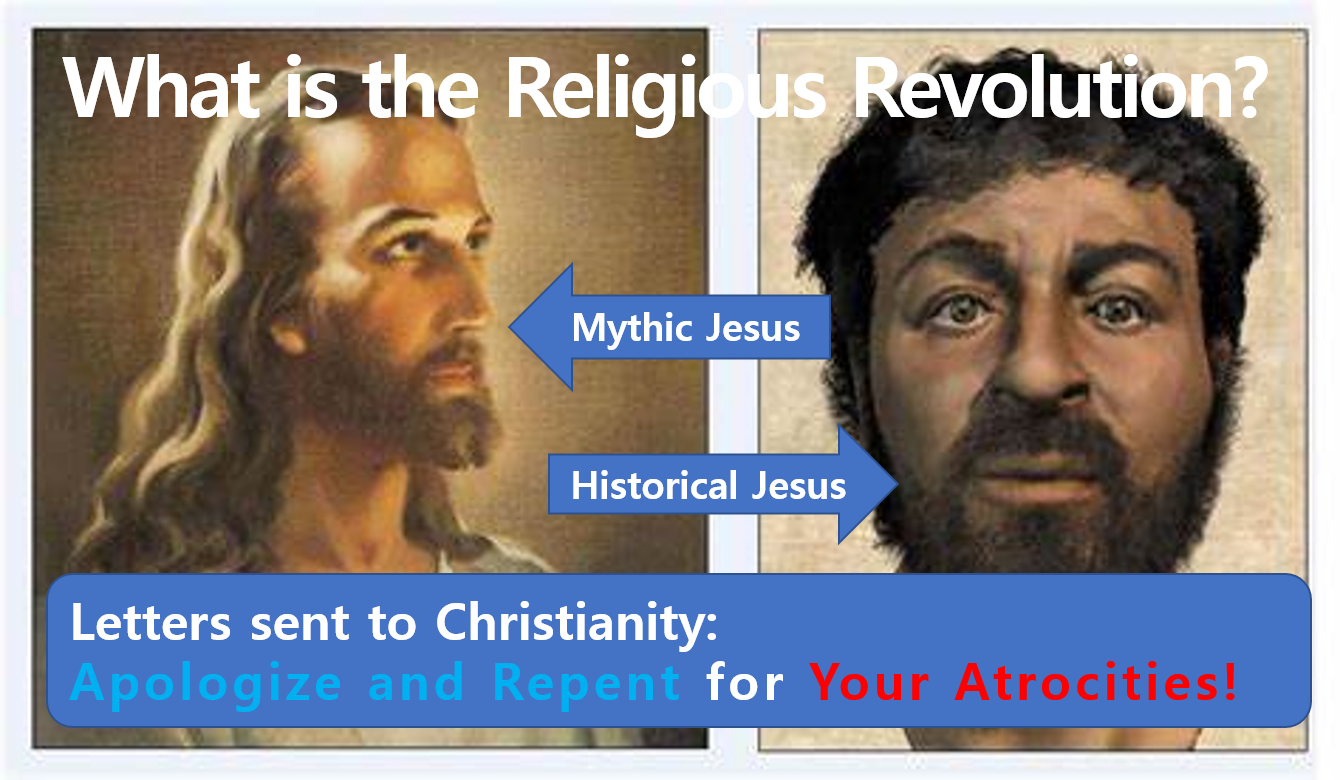 What is the Religious Revolution?
Mythic Jesus
Historical Jesus
Letters sent to Christianity:
Apologize and Repent for Your Atrocities!